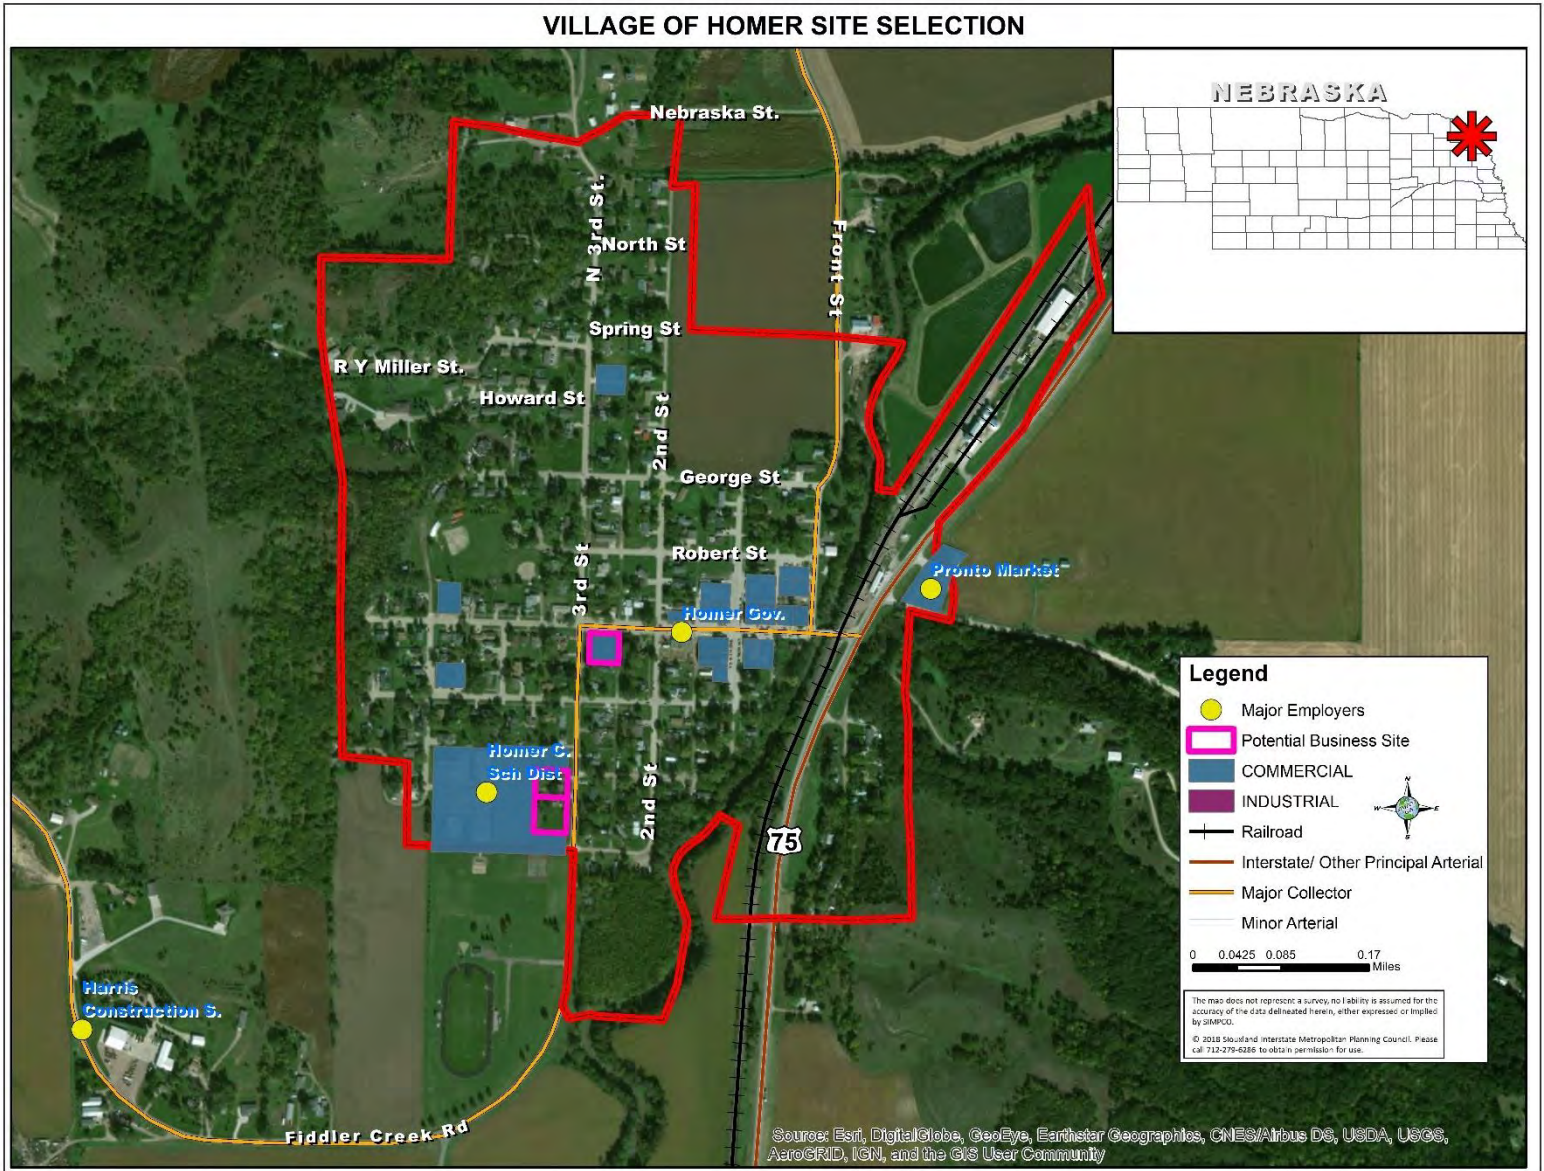 VILLAGE OF HOMER SITE SELECTION
NEBRASKA
Nebraska St.
N 3rd St.
North St
Front St
Spring St
R Y Miller St.
Howard St
2nd St
George St
Robert St
3rd St
Pronto Market
Homer Gov.
Homer C.
Sch Dist
2nd St
75
Harris
Construction S.
Fiddler Creek Rd
Legend
Major Employers
Potential Business Site
COMMERCIAL
INDUSTRIAL
Railroad
Interstate/ Other Principal Arterial
Major Collector
Minor Arterial
N
W E
S
0 0.0425 0.085 0.17
Miles
The map does not represent a survey, no liability is assumed for the
accuracy of the data delineated herein, either expressed or implied
by SIMPCO.
© 2018 Siouxland Interstate Metropolitan Planning Council. Please
call 712-279-6286 to obtain permission for use.
Source: Esri, DigitalGlobe, GeoEye, Earthstar Geographics, CNES/Airbus DS, USDA, USGS,
AeroGRID, IGN, and the GIS User Community